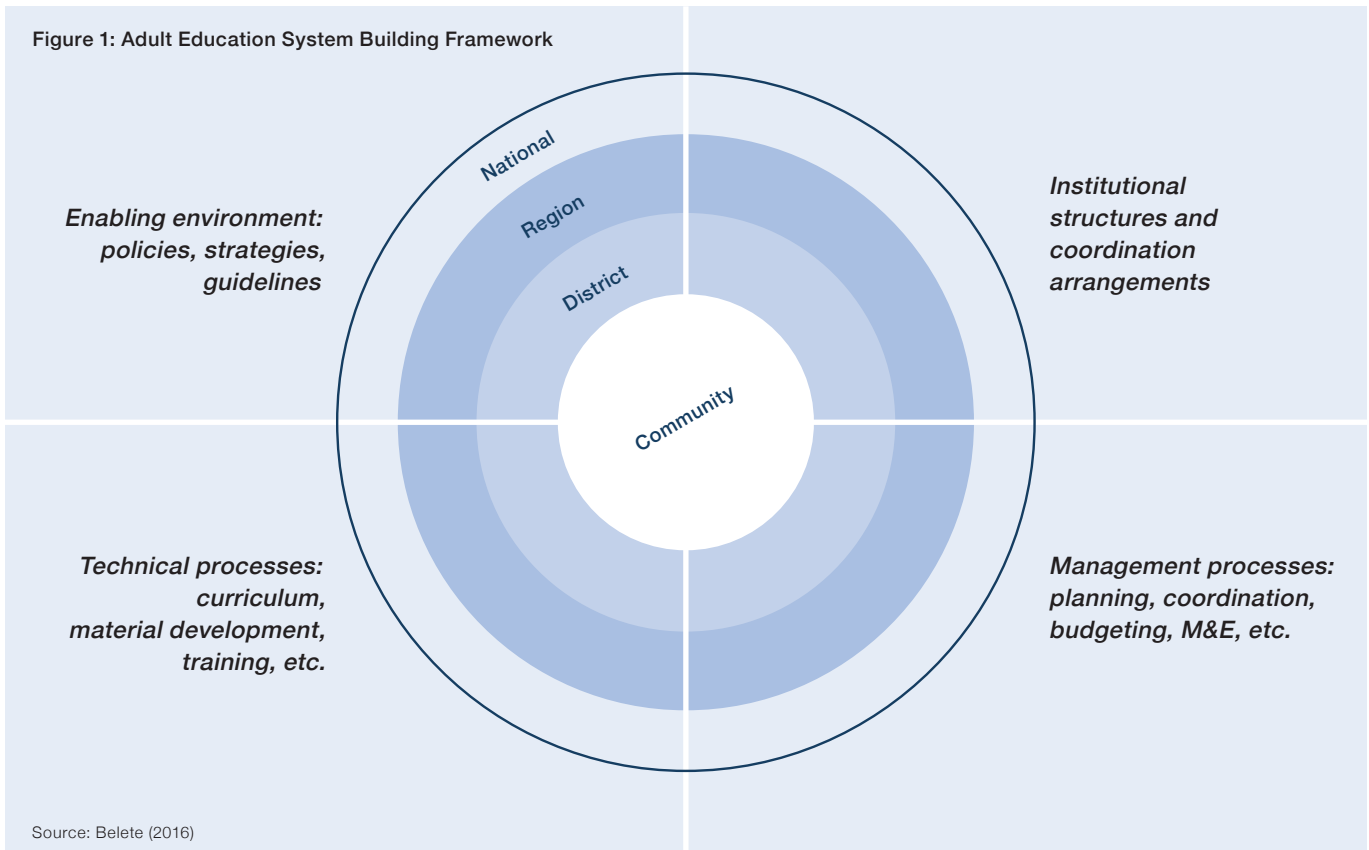 Figure 1: Adult Education System Building Framework
National
Region
District
Community
Enabling environment:
policies, strategies,
guidelines
Institutional
structures and
coordination
arrangements
Technical processes:
curriculum,
material development,
training, etc.
Management processes:
planning, coordination,
budgeting, M&E, etc.
Source: Belete (2016)